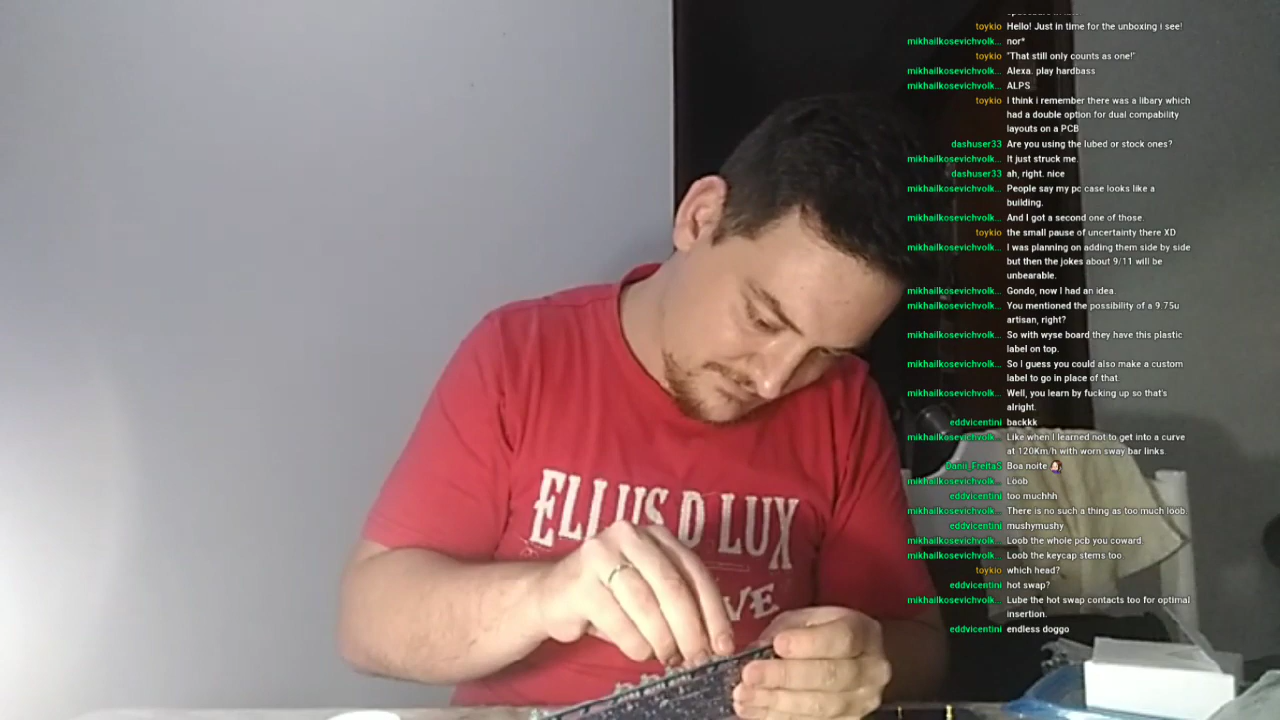 toykio Hello! Just in time for the unboxing i see!
mikhailkosevichvolk... nor*
toykio "That still only counts as one!"
mikhailkosevichvolk... Alexa. play hardbass
mikhailkosevichvolk... ALPS
toykio I think i remember there was a libary which
had a double option for dual compability
layouts on a PCB
dashuser33 Are you using the lubed or stock ones?
mikhailkosevichvolk... It just struck me.
dashuser33 ah, right. nice
mikhailkosevichvolk... People say my pc case looks like a
building.
mikhailkosevichvolk... And I got a second one of those.
toykio the small pause of uncertainty there XD
mikhailkosevichvolk... I was planning on adding them side by side
but then the jokes about 9/11 will be
unbearable.
mikhailkosevichvolk... Gondo, now I had an idea.
mikhailkosevichvolk... You mentioned the possibility of a 9.75u
artisan, right?
mikhailkosevichvolk... So with wyse board they have this plastic
label on top.
mikhailkosevichvolk... So I guess you could also make a custom
label to go in place of that.
mikhailkosevichvolk... Well, you learn by fucking up so that's
alright.
eddvicentini backkk
mikhailkosevichvolk... Like when I learned not to get into a curve
at 120Km/h with worn sway bar links.
Danii_FreitaS Boa noite
mikhailkosevichvolk... Loob
eddvicentini too muchhh
mikhailkosevichvolk... There is no such a thing as too much loob.
eddvicentini mushymushy
mikhailkosevichvolk... Loob the whole pcb you coward.
mikhailkosevichvolk... Loob the keycap stems too
toykio which head?
eddvicentini hot swap?
mikhailkosevichvolk... Lube the hot swap contacts too for optimal
insertion.
eddvicentini endless doggo
ELLUS D LUX